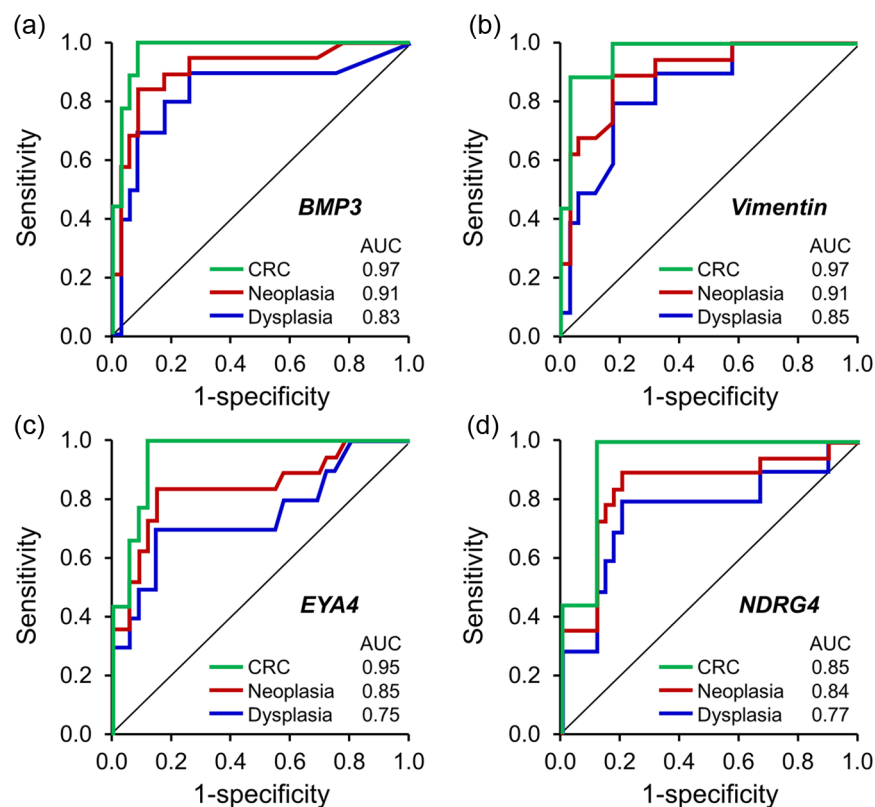 (a)
Sensitivity
1.0
0.8
0.6
0.4
0.2
0.0
BMP3
AUC
CRC 0.97
Neoplasia 0.91
Dysplasia 0.83
0.0 0.2 0.4 0.6 0.8 1.0
1-specificity
(b)
Sensitivity
1.0
0.8
0.6
0.4
0.2
0.0
Vimentin
AUC
CRC 0.97
Neoplasia 0.91
Dysplasia 0.85
0.0 0.2 0.4 0.6 0.8 1.0
1-specificity
(c)
Sensitivity
1.0
0.8
0.6
0.4
0.2
0.0
EYA4
AUC
CRC 0.95
Neoplasia 0.85
Dysplasia 0.75
0.0 0.2 0.4 0.6 0.8 1.0
1-specificity
(d)
Sensitivity
1.0
0.8
0.6
0.4
0.2
0.0
NDRG4
AUC
CRC 0.85
Neoplasia 0.84
Dysplasia 0.77
0.0 0.2 0.4 0.6 0.8 1.0
1-specificity